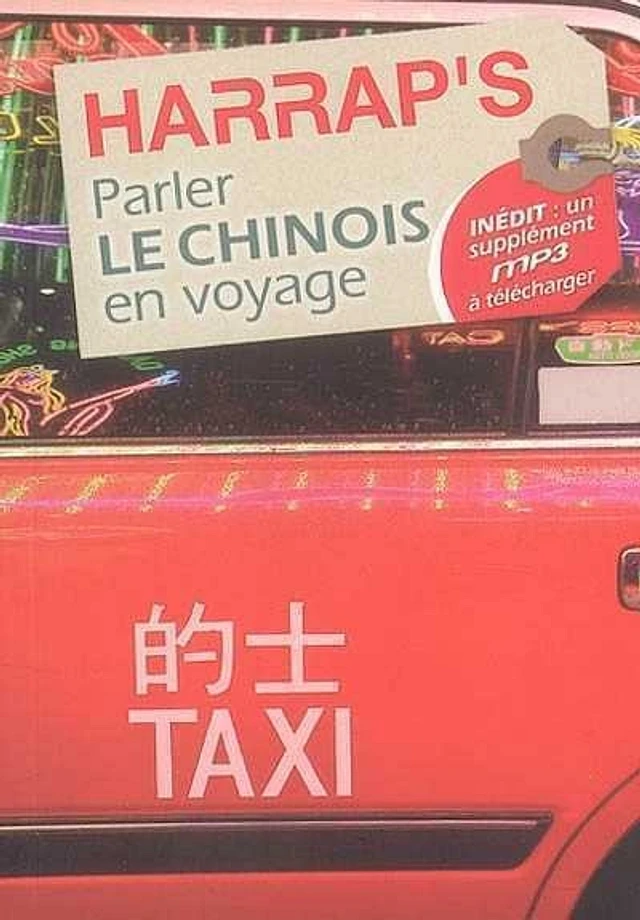 HARRAP'S
Parler
LE CHINOIS
en voyage
INÉDIT : un
supplément
mp3
à télécharger
的士
TAXI